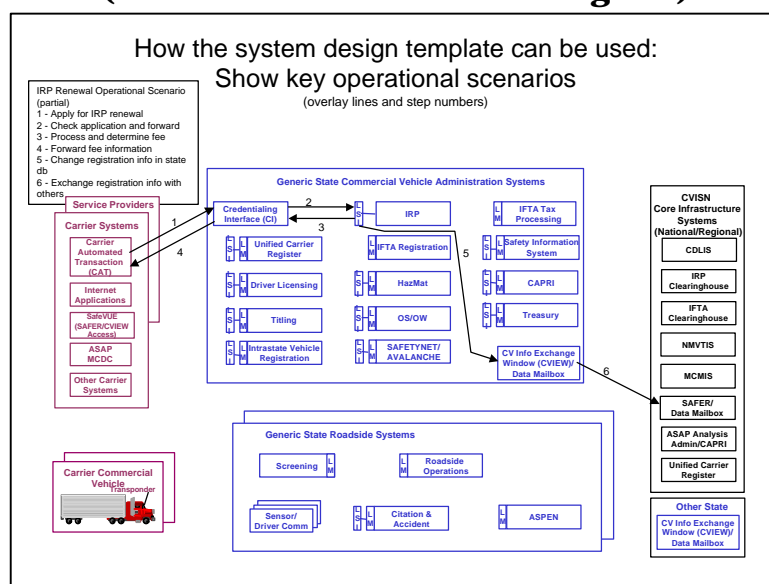 How the system design template can be used:
Show key operational scenarios
(overlay lines and step numbers)
IRP Renewal Operational Scenario
(partial)
1 - Apply for IRP renewal
2 - Check application and forward
3 - Process and determine fee
4 - Forward fee information
5 - Change registration info in state
db
6 - Exchange registration info with
others
Service Providers
Carrier Systems
Carrier
Automated
Transaction (CAT)
Internet
Applications
SafeVUE
(SAFER/CVIEW
Access)
ASAP
MCDC
Other Carrier
Systems
1
4
Generic State Commercial Vehicle Administration Systems
Credentialing
Interface (CI)
2
3
L
S
I
IRP
L
M
IFTA Tax
Processing
L
S
I
L
M
Unified Carrier
Register
L
M
IFTA Registration
5
L
S
I
L
M
Safety Information
System
L
S
I
L
M
Driver Licensing
L
M
HazMat
L
S
I
L
M
CAPRI
L
S
I
L
M
Titling
L
M
OS/OW
L
S
I
L
M
Treasury
L
S
I
L
M
Intrastate Vehicle
Registration
L
M
SAFETYNET/
AVALANCHE
CV Info Exchange
Window (CVIEW)/
Data Mailbox
6
CVISN
Core Infrastructure
Systems
(National/Regional)
CDLIS
IRP
Clearinghouse
IFTA
Clearinghouse
NMVTIS
MCMIS
SAFER/
Data Mailbox
ASAP Analysis
Admin/CAPRI
Unified Carrier
Register
Generic State Roadside Systems
Screening
L
M
L
M
Roadside
Operations
Sensor/
Driver Comm
L
S
I
L
M
Citation &
Accident
L
M
ASPEN
Carrier Commercial
Vehicle
Transponder
Other State
CV Info Exchange
Window (CVIEW)/
Data Mailbox